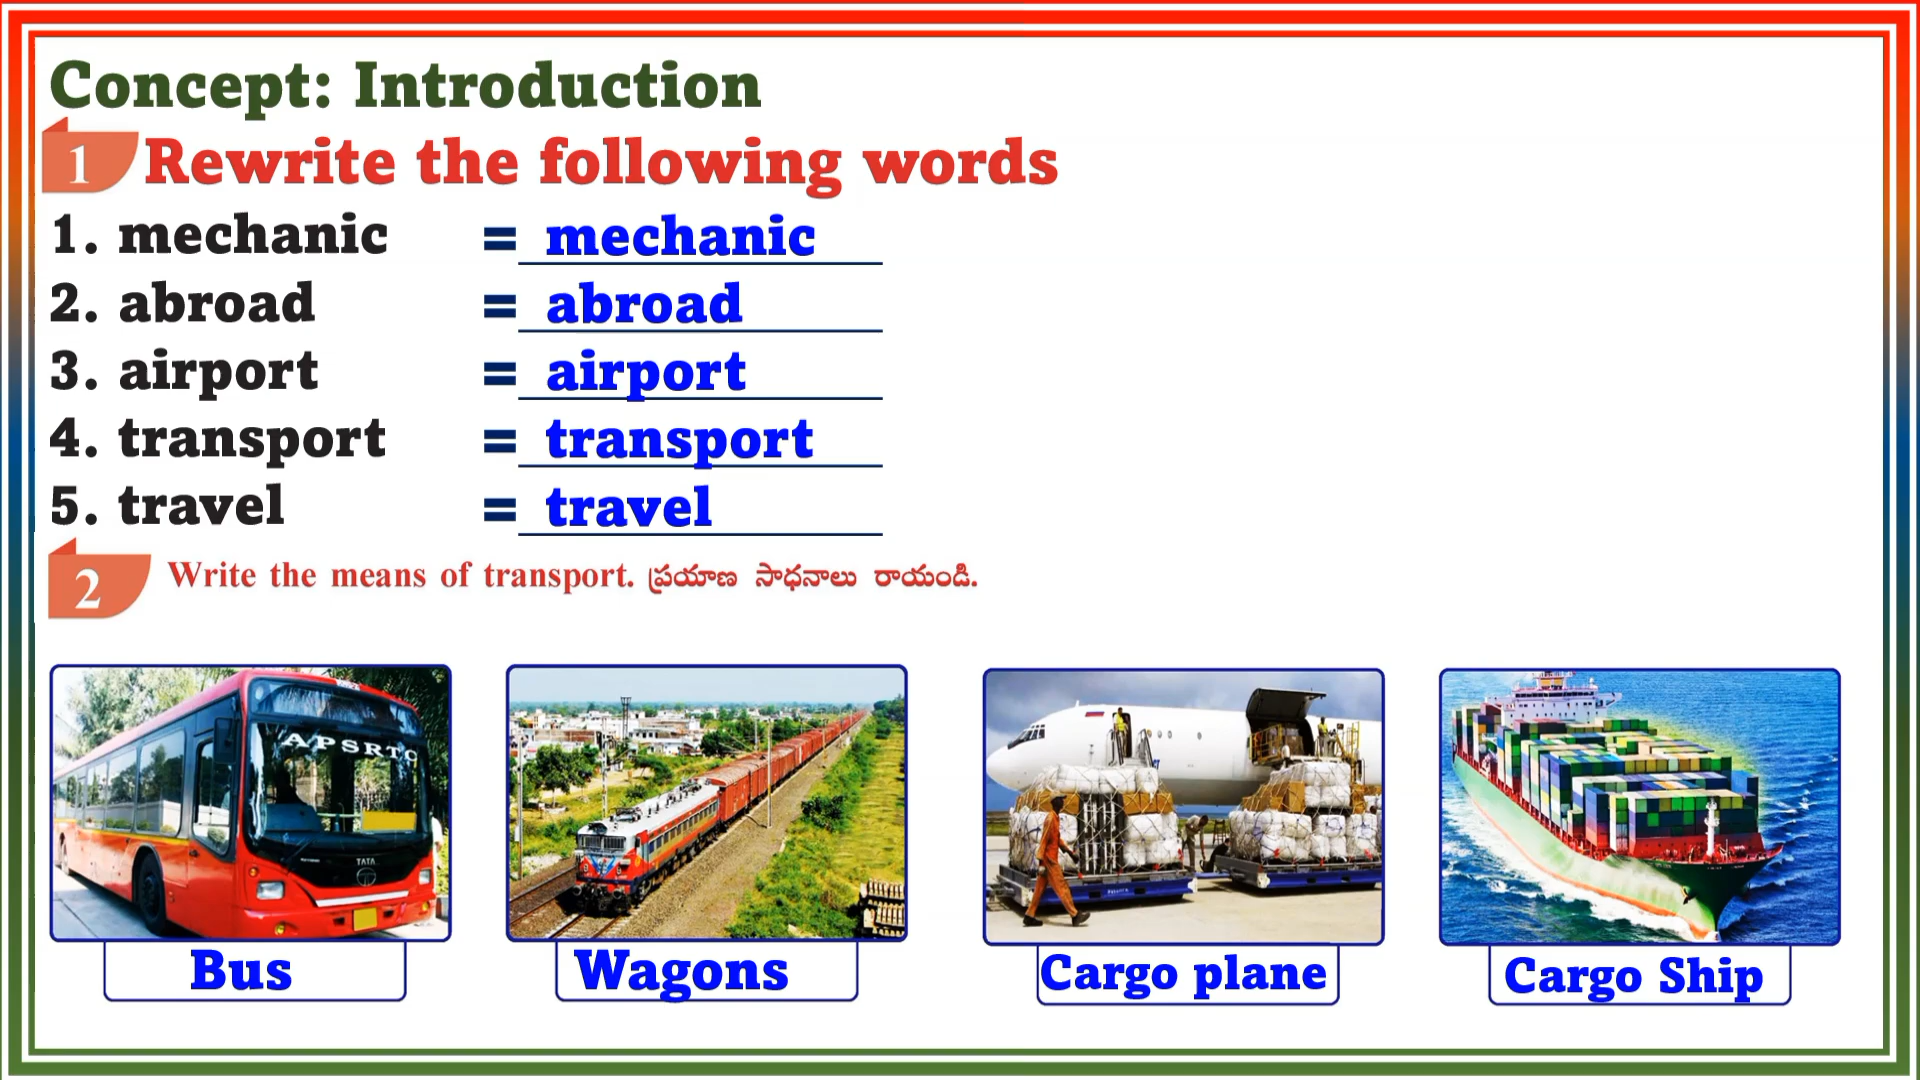 Concept: Introduction
1 Rewrite the following words
1. mechanic = mechanic
2. abroad = abroad
3. airport = airport
4. transport = transport
5. travel = travel
2 Write the means of transport. ప్రయాణ సాధనాలు రాయండి.
APSRTC
TATA
Bus
Wagons
Cargo plane
Cargo Ship